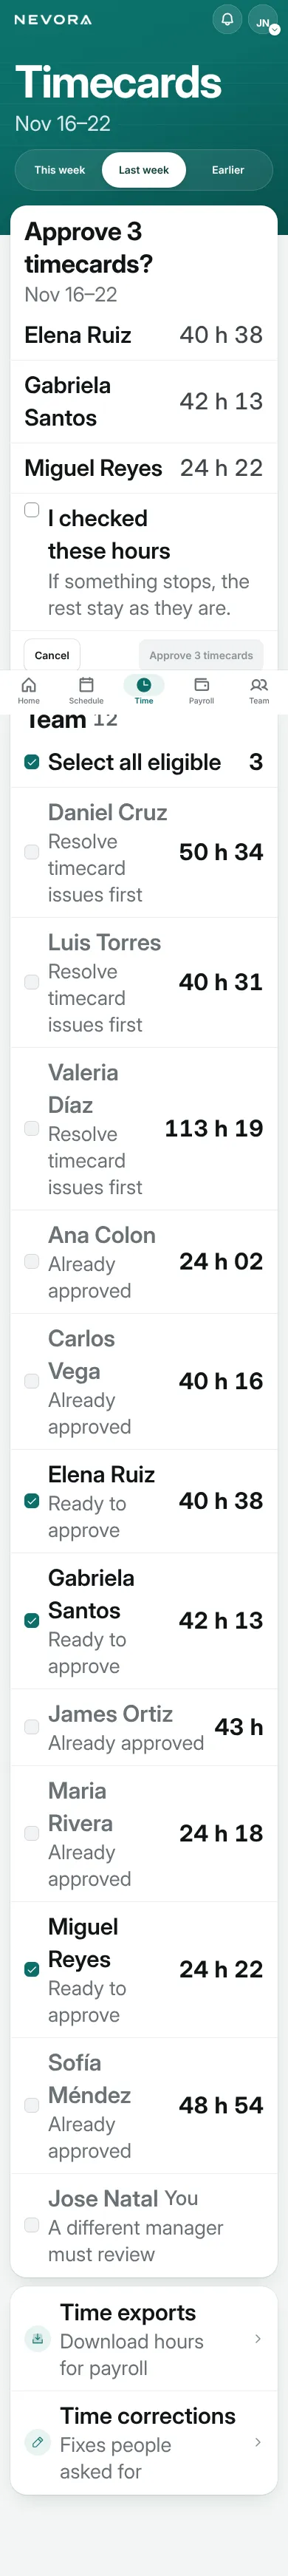 NEVORA
JN
Timecards
Nov 16–22
This week Last week Earlier
Approve 3
timecards?
Nov 16–22
Elena Ruiz 40 h 38
Gabriela
Santos
42 h 13
Miguel Reyes 24 h 22
I checked
these hours
If something stops, the
rest stay as they are.
Cancel Approve 3 timecards
Home Schedule Time Payroll Team
Team 12
Select all eligible 3
Daniel Cruz
Resolve
timecard
issues first
50 h 34
Luis Torres
Resolve
timecard
issues first
40 h 31
Valeria
Díaz
Resolve
timecard
issues first
113 h 19
Ana Colon
Already
approved
24 h 02
Carlos
Vega
Already
approved
40 h 16
Elena Ruiz
Ready to
approve
40 h 38
Gabriela
Santos
Ready to
approve
42 h 13
James Ortiz
Already approved
43 h
Maria
Rivera
Already
approved
24 h 18
Miguel
Reyes
Ready to
approve
24 h 22
Sofía
Méndez
Already
approved
48 h 54
Jose Natal You
A different manager
must review
Time exports
Download hours
for payroll
Time corrections
Fixes people
asked for